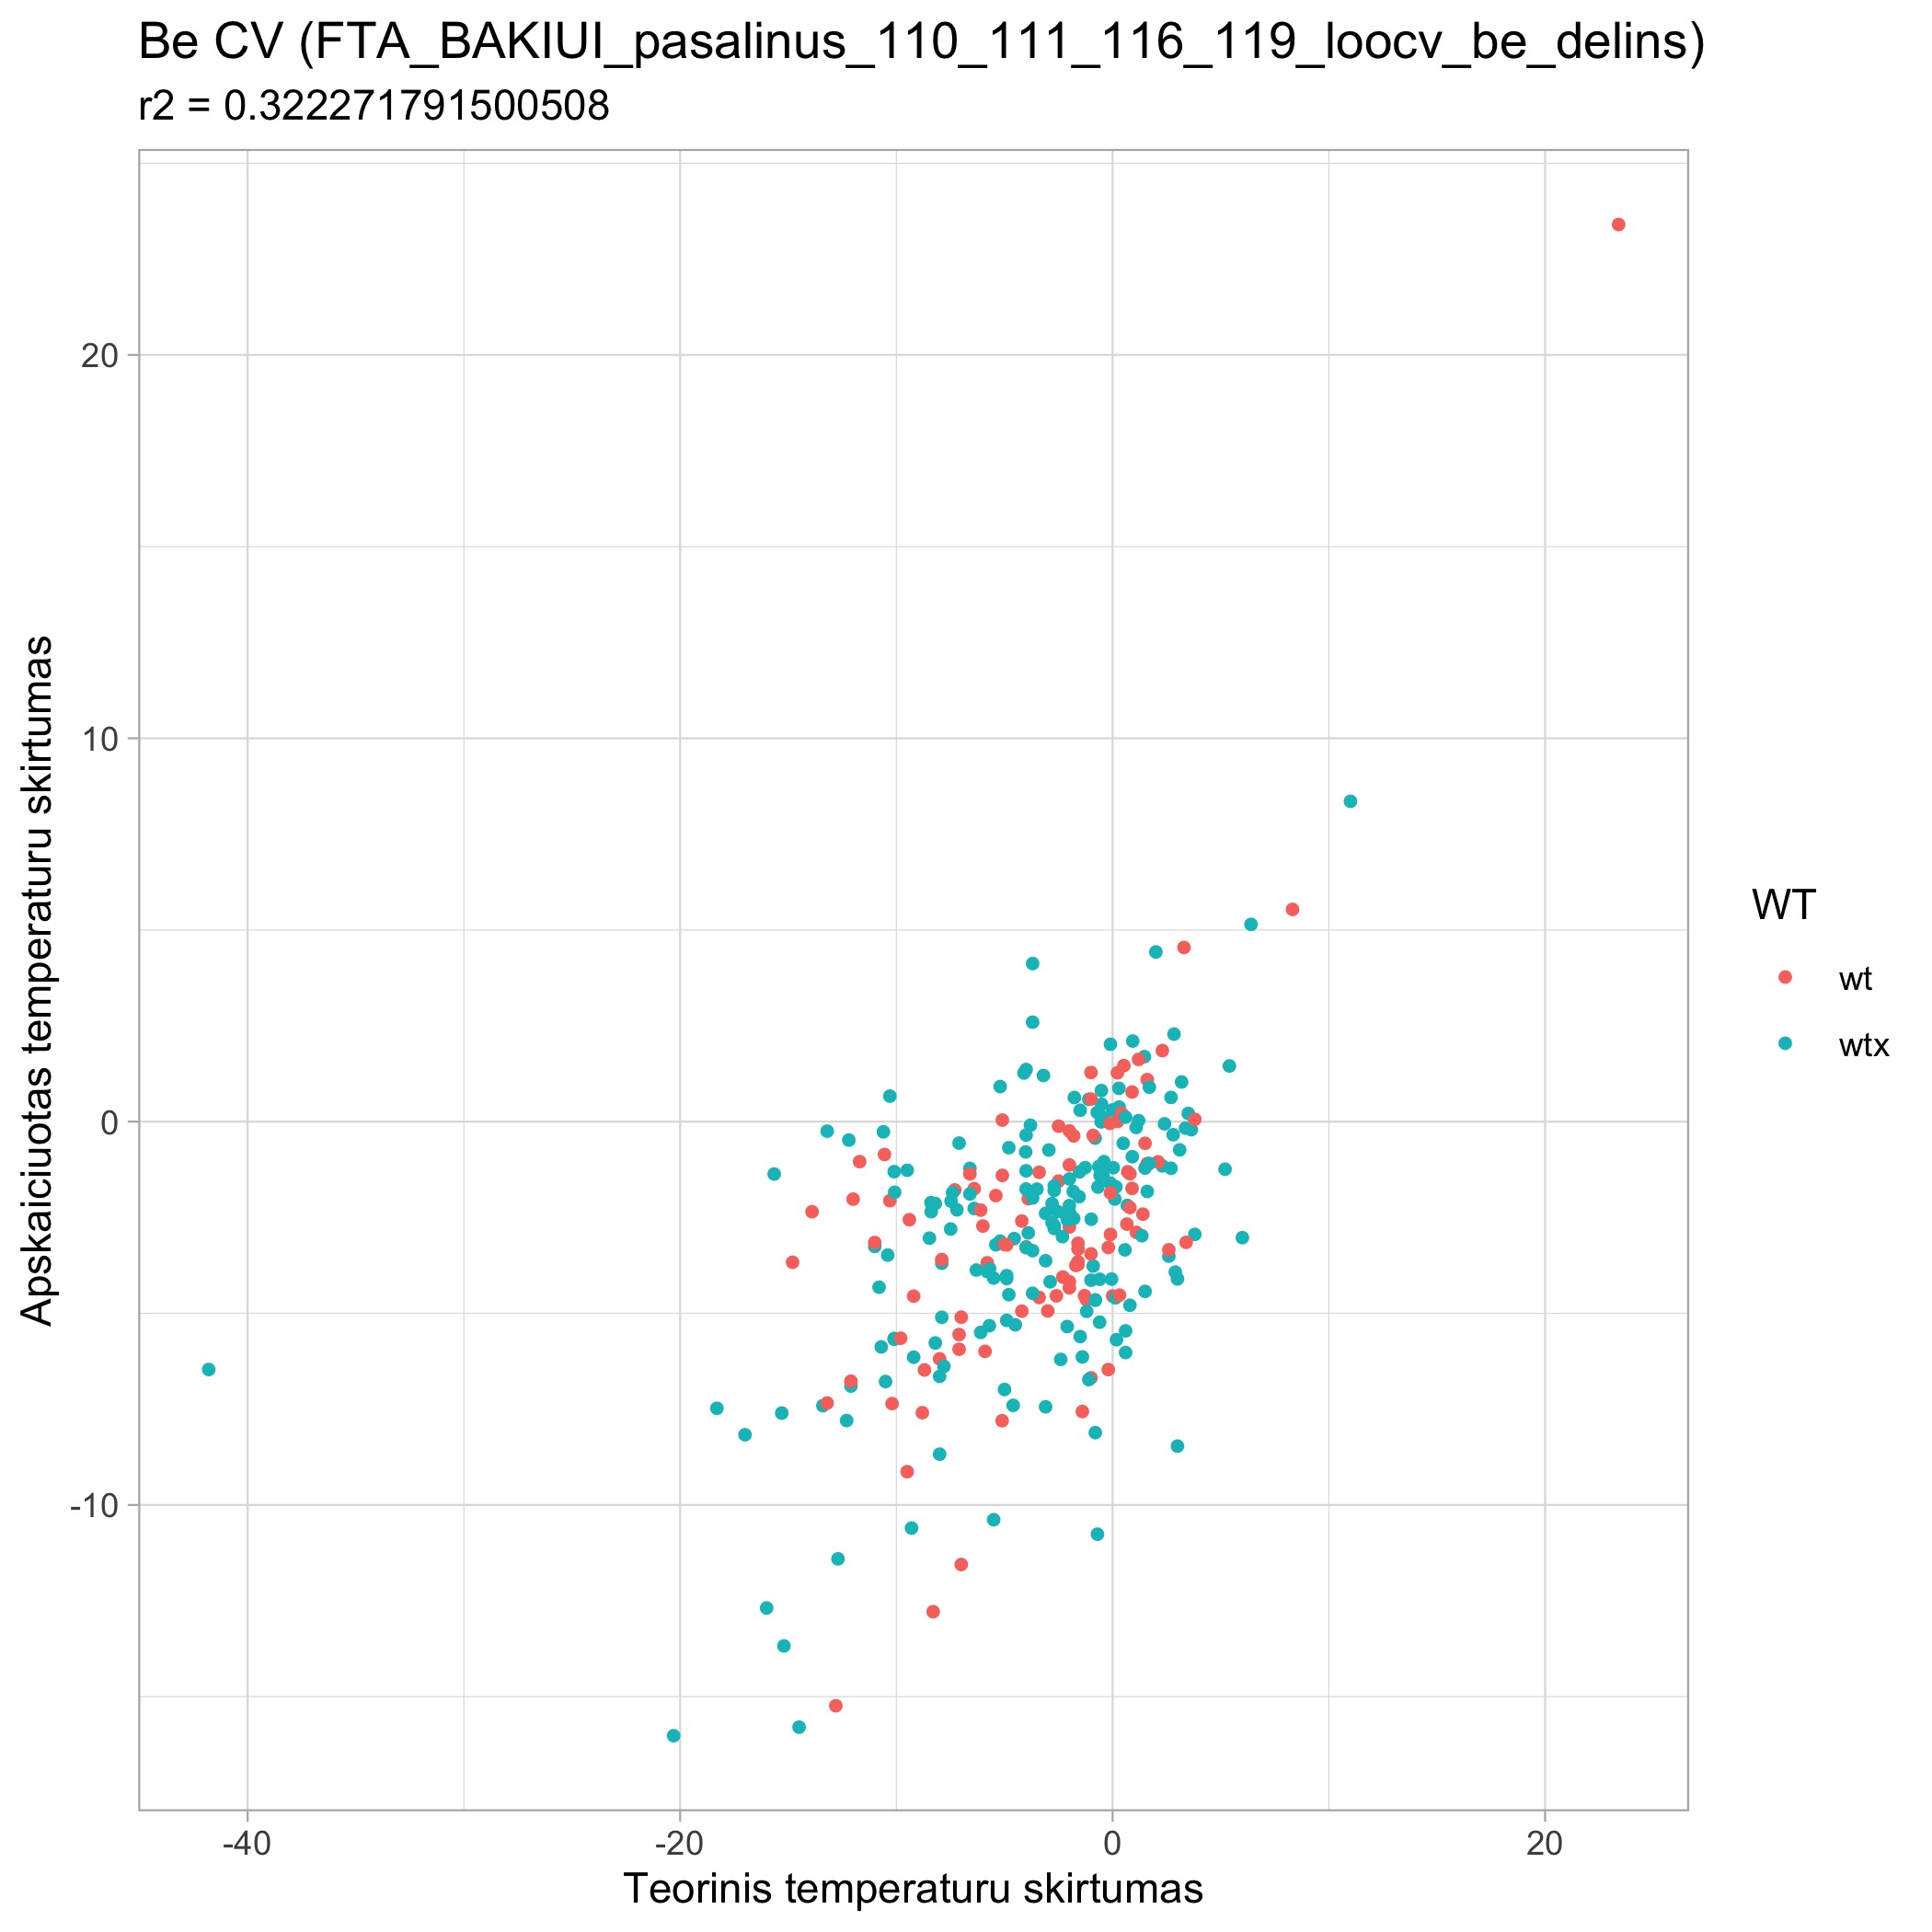 Be CV (FTA_BAKIUI_pasalinus_110_111_116_119_loocv_be_delins)
r2 = 0.322271791500508
Apskaiciuotas temperaturu skirtumas
20
10
0
-10
-40
-20
0
20
Teorinis temperaturu skirtumas
WT
wt
wtx